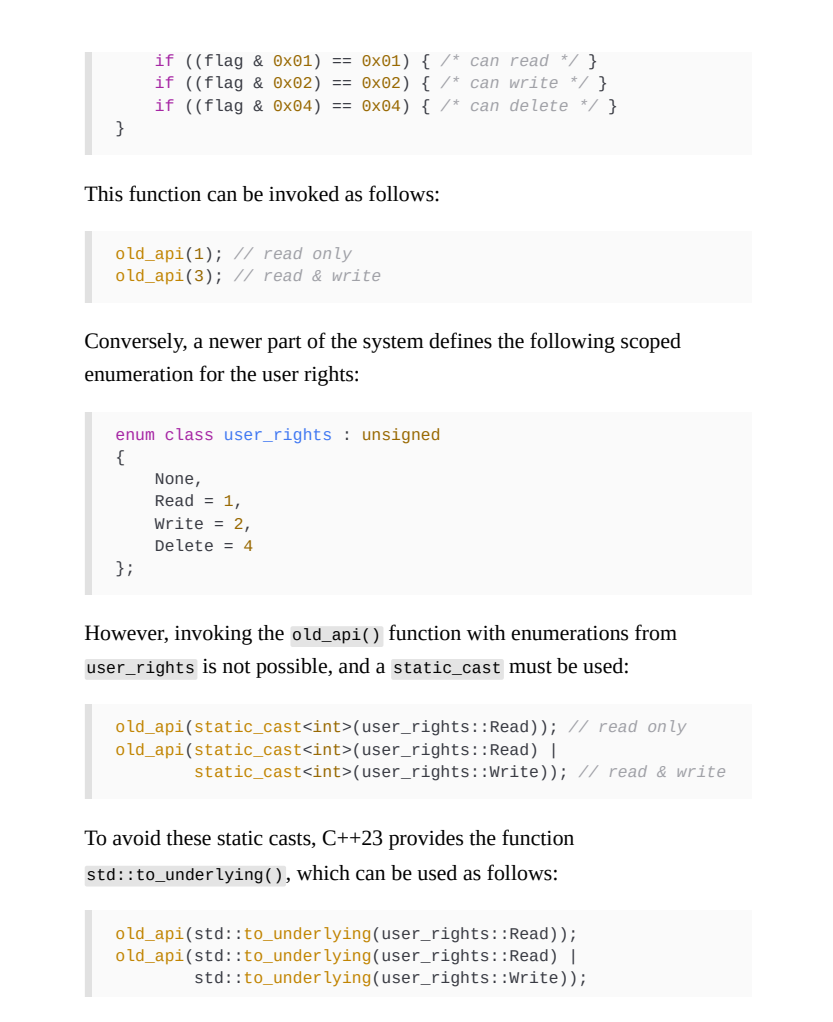 if ((flag & 0x01) == 0x01) { /* can read */ }
    if ((flag & 0x02) == 0x02) { /* can write */ }
    if ((flag & 0x04) == 0x04) { /* can delete */ }
}
This function can be invoked as follows:
old_api(1); // read only
old_api(3); // read & write
Conversely, a newer part of the system defines the following scoped
enumeration for the user rights:
enum class user_rights : unsigned
{
    None,
    Read = 1,
    Write = 2,
    Delete = 4
};
However, invoking the old_api() function with enumerations from
user_rights is not possible, and a static_cast must be used:
old_api(static_cast<int>(user_rights::Read)); // read only
old_api(static_cast<int>(user_rights::Read) |
        static_cast<int>(user_rights::Write)); // read & write
To avoid these static casts, C++23 provides the function
std::to_underlying(), which can be used as follows:
old_api(std::to_underlying(user_rights::Read));
old_api(std::to_underlying(user_rights::Read) |
        std::to_underlying(user_rights::Write));